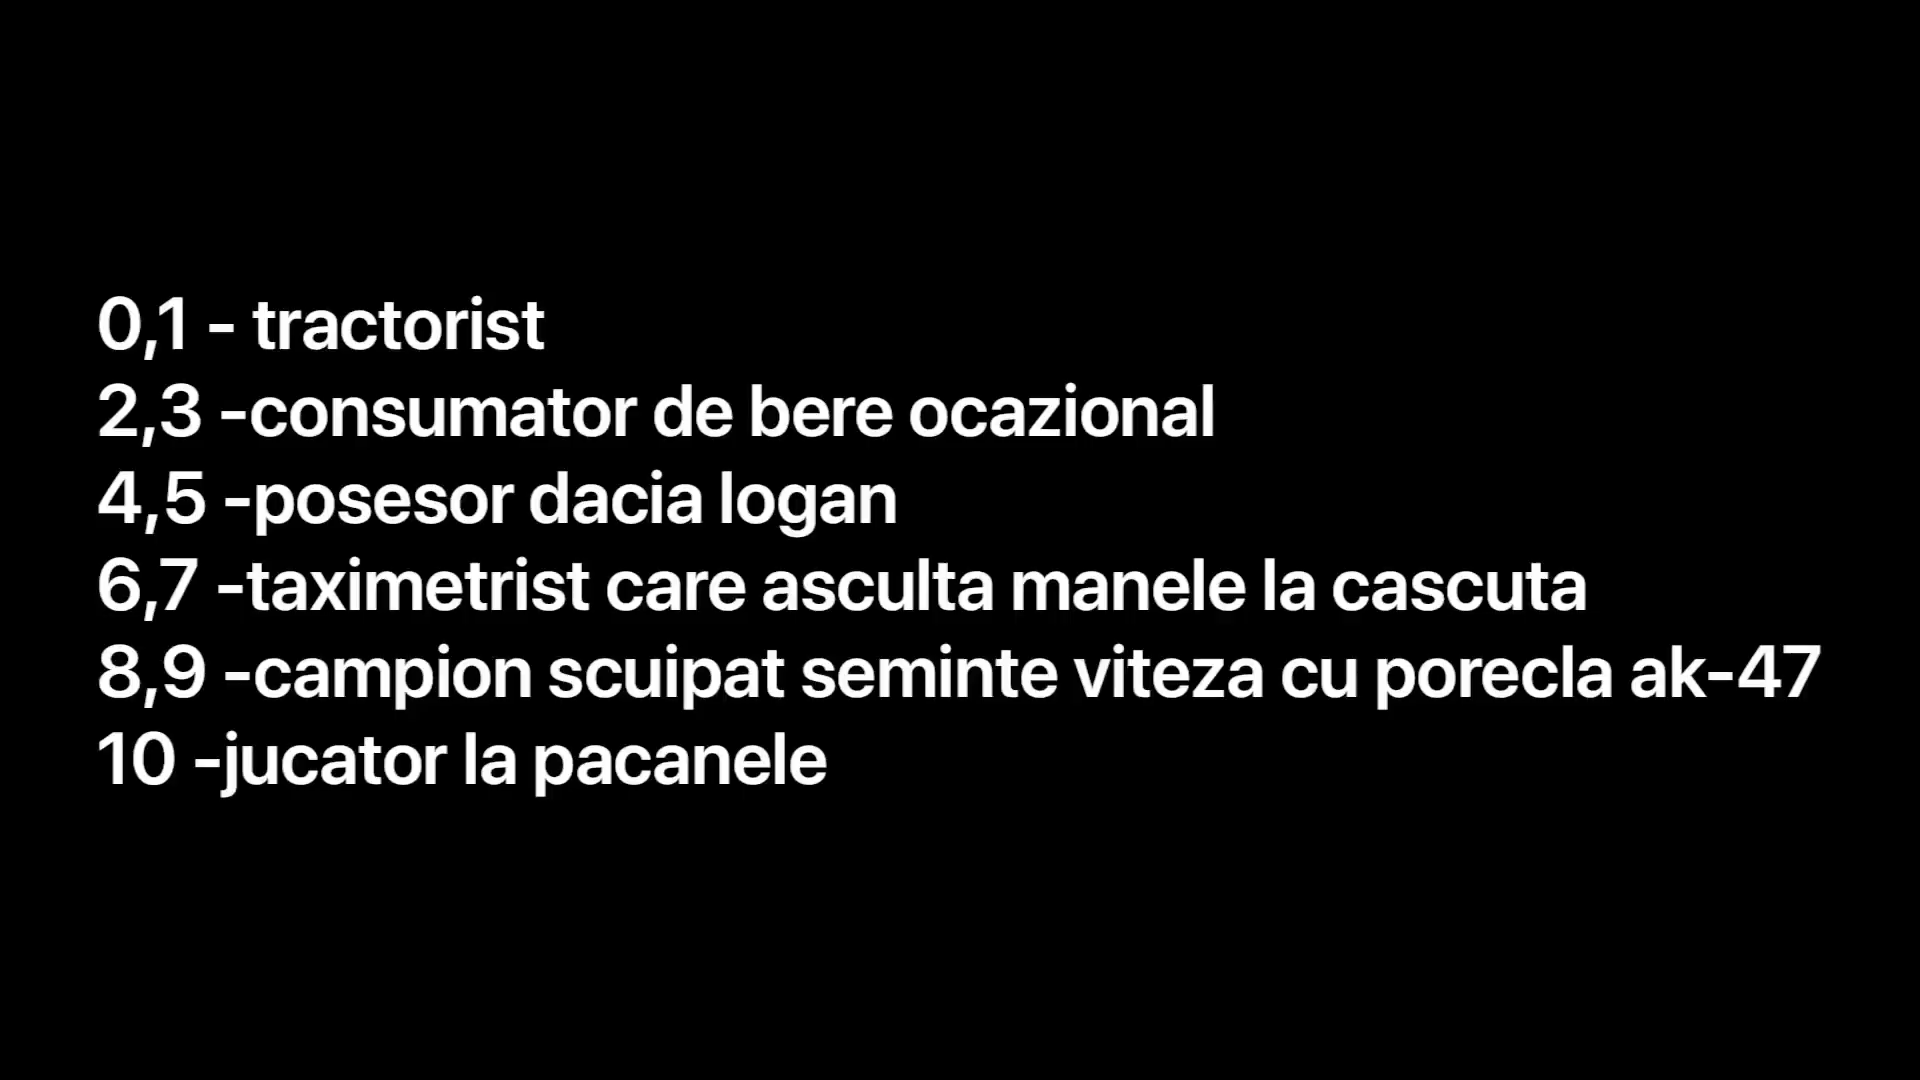 0,1 - tractorist
2,3 -consumator de bere ocazional
4,5 -posesor dacia logan
6,7 -taximetrist care asculta manele la cascuta
8,9 -campion scuipat seminte viteza cu porecla ak-47
10 -jucator la pacanele